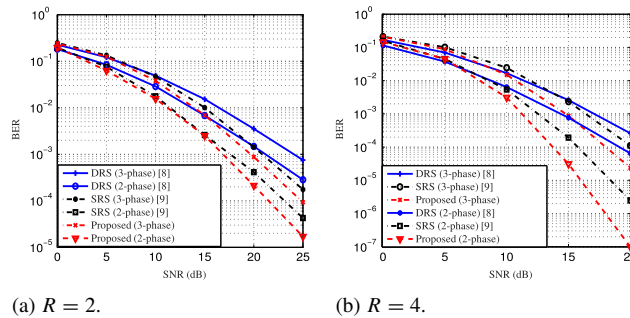 10^0
10^-1
10^-2
10^-3
10^-4
10^-5
BER
0 5 10 15 20 25
SNR (dB)
DRS (3-phase) [8]
DRS (2-phase) [8]
SRS (3-phase) [9]
SRS (2-phase) [9]
Proposed (3-phase)
Proposed (2-phase)
(a) R = 2.
10^0
10^-1
10^-2
10^-3
10^-4
10^-5
10^-6
10^-7
BER
0 5 10 15
SNR (dB)
DRS (3-phase) [8]
SRS (3-phase) [9]
Proposed (3-phase)
DRS (2-phase) [8]
SRS (2-phase) [9]
Proposed (2-phase)
(b) R = 4.